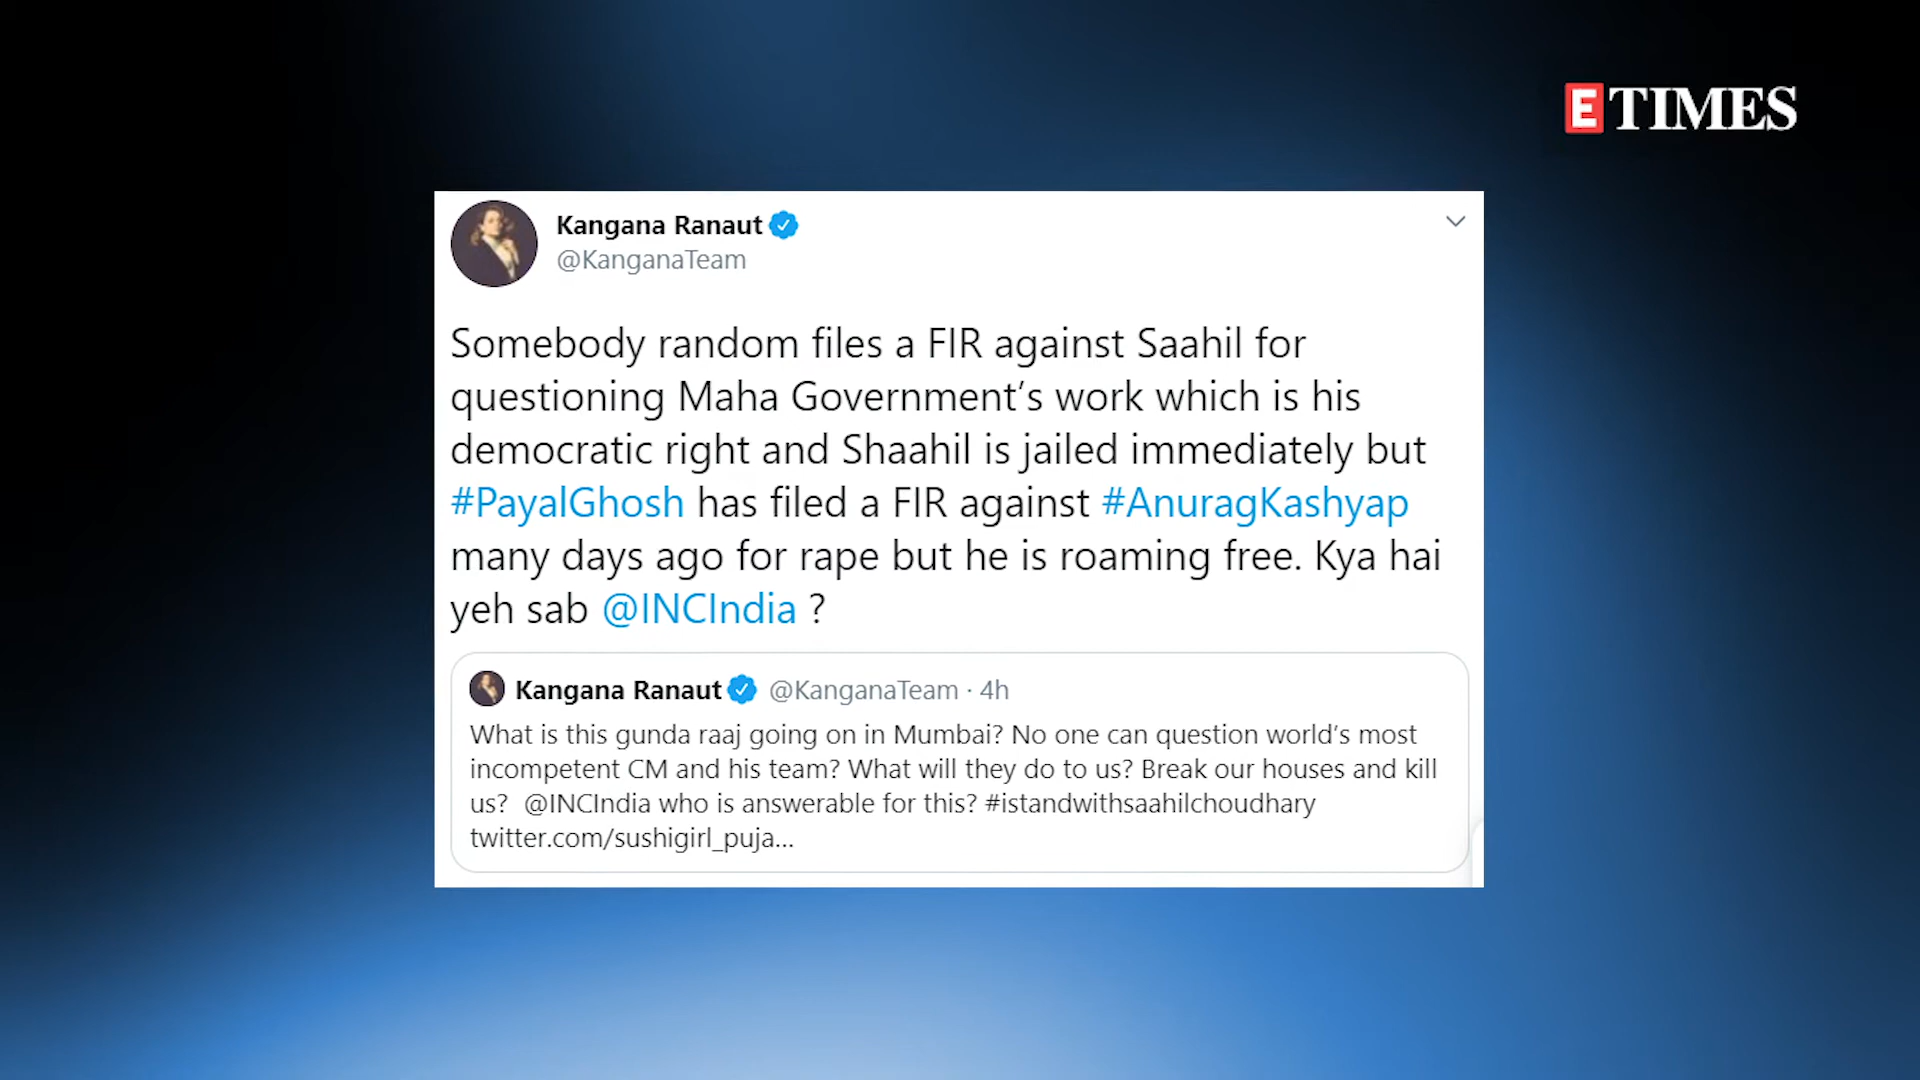 E TIMES
Kangana Ranaut
@KanganaTeam
Somebody random files a FIR against Saahil for
questioning Maha Government’s work which is his
democratic right and Shaahil is jailed immediately but
#PayalGhosh has filed a FIR against #AnuragKashyap
many days ago for rape but he is roaming free. Kya hai
yeh sab @INCIndia ?
Kangana Ranaut @KanganaTeam · 4h
What is this gunda raaj going on in Mumbai? No one can question world’s most
incompetent CM and his team? What will they do to us? Break our houses and kill
us? @INCIndia who is answerable for this? #istandwithsaahilchoudhary
twitter.com/sushigirl_puja...